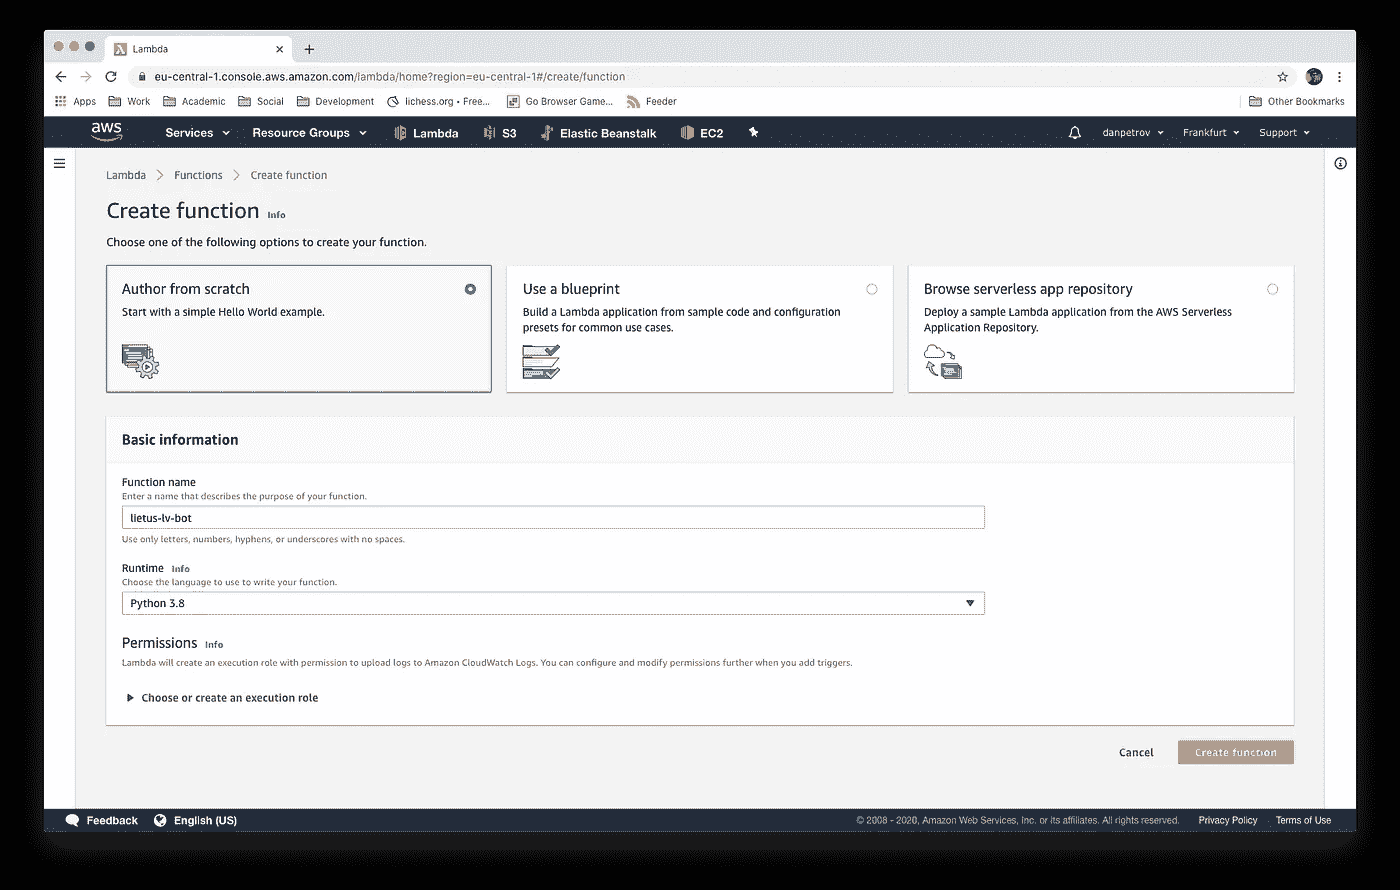 Lambda
eu-central-1.console.aws.amazon.com/lambda/home?region=eu-central-1#/create/function
Apps Work Academic Social Development lichess.org • Free... Go Browser Game... Feeder Other Bookmarks
aws Services Resource Groups Lambda S3 Elastic Beanstalk EC2 danpetrov Frankfurt Support
Lambda Functions Create function
Create function Info
Choose one of the following options to create your function.
Author from scratch
Start with a simple Hello World example.
Use a blueprint
Build a Lambda application from sample code and configuration
presets for common use cases.
Browse serverless app repository
Deploy a sample Lambda application from the AWS Serverless
Application Repository.
Basic information
Function name
Enter a name that describes the purpose of your function.
lietus-lv-bot
Use only letters, numbers, hyphens, or underscores with no spaces.
Runtime Info
Choose the language to use to write your function.
Python 3.8
Permissions Info
Lambda will create an execution role with permission to upload logs to Amazon CloudWatch Logs. You can configure and modify permissions further when you add triggers.
Choose or create an execution role
Cancel Create function
Feedback English (US) © 2008 - 2020, Amazon Web Services, Inc. or its affiliates. All rights reserved. Privacy Policy Terms of Use